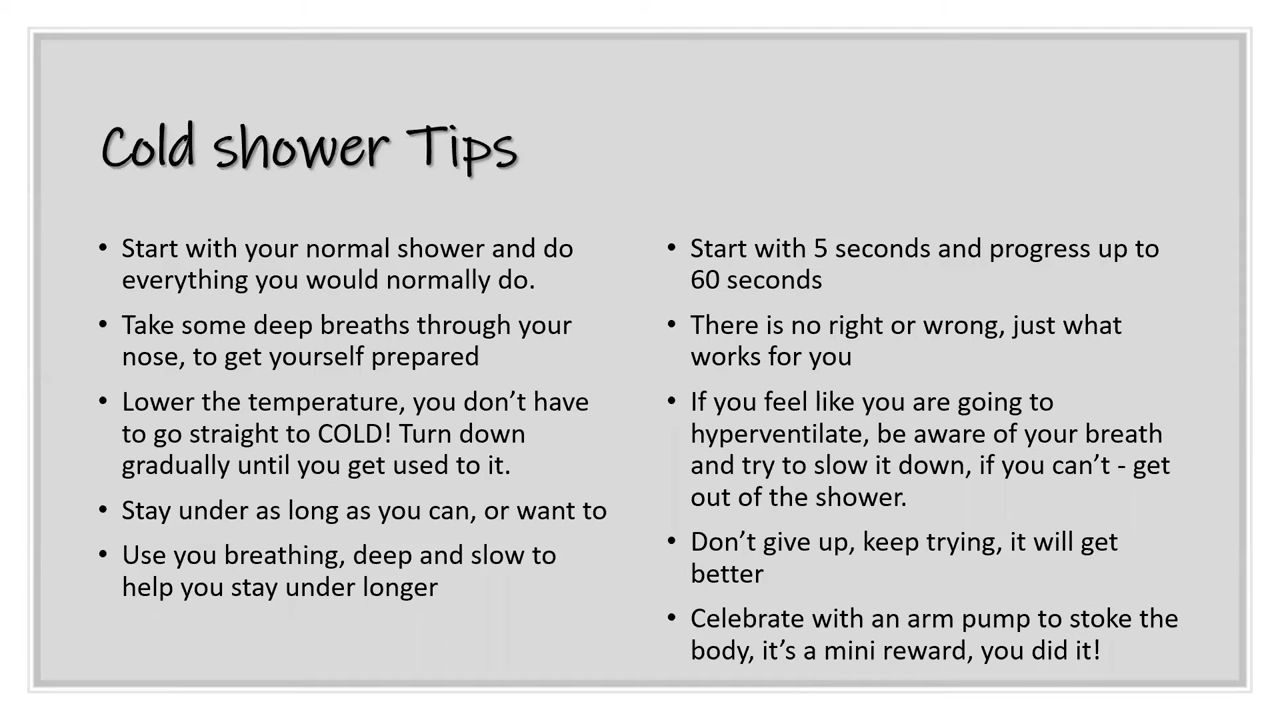 Cold shower Tips
• Start with your normal shower and do
everything you would normally do.
• Take some deep breaths through your
nose, to get yourself prepared
• Lower the temperature, you don’t have
to go straight to COLD! Turn down
gradually until you get used to it.
• Stay under as long as you can, or want to
• Use you breathing, deep and slow to
help you stay under longer
• Start with 5 seconds and progress up to
60 seconds
• There is no right or wrong, just what
works for you
• If you feel like you are going to
hyperventilate, be aware of your breath
and try to slow it down, if you can’t - get
out of the shower.
• Don’t give up, keep trying, it will get
better
• Celebrate with an arm pump to stoke the
body, it’s a mini reward, you did it!